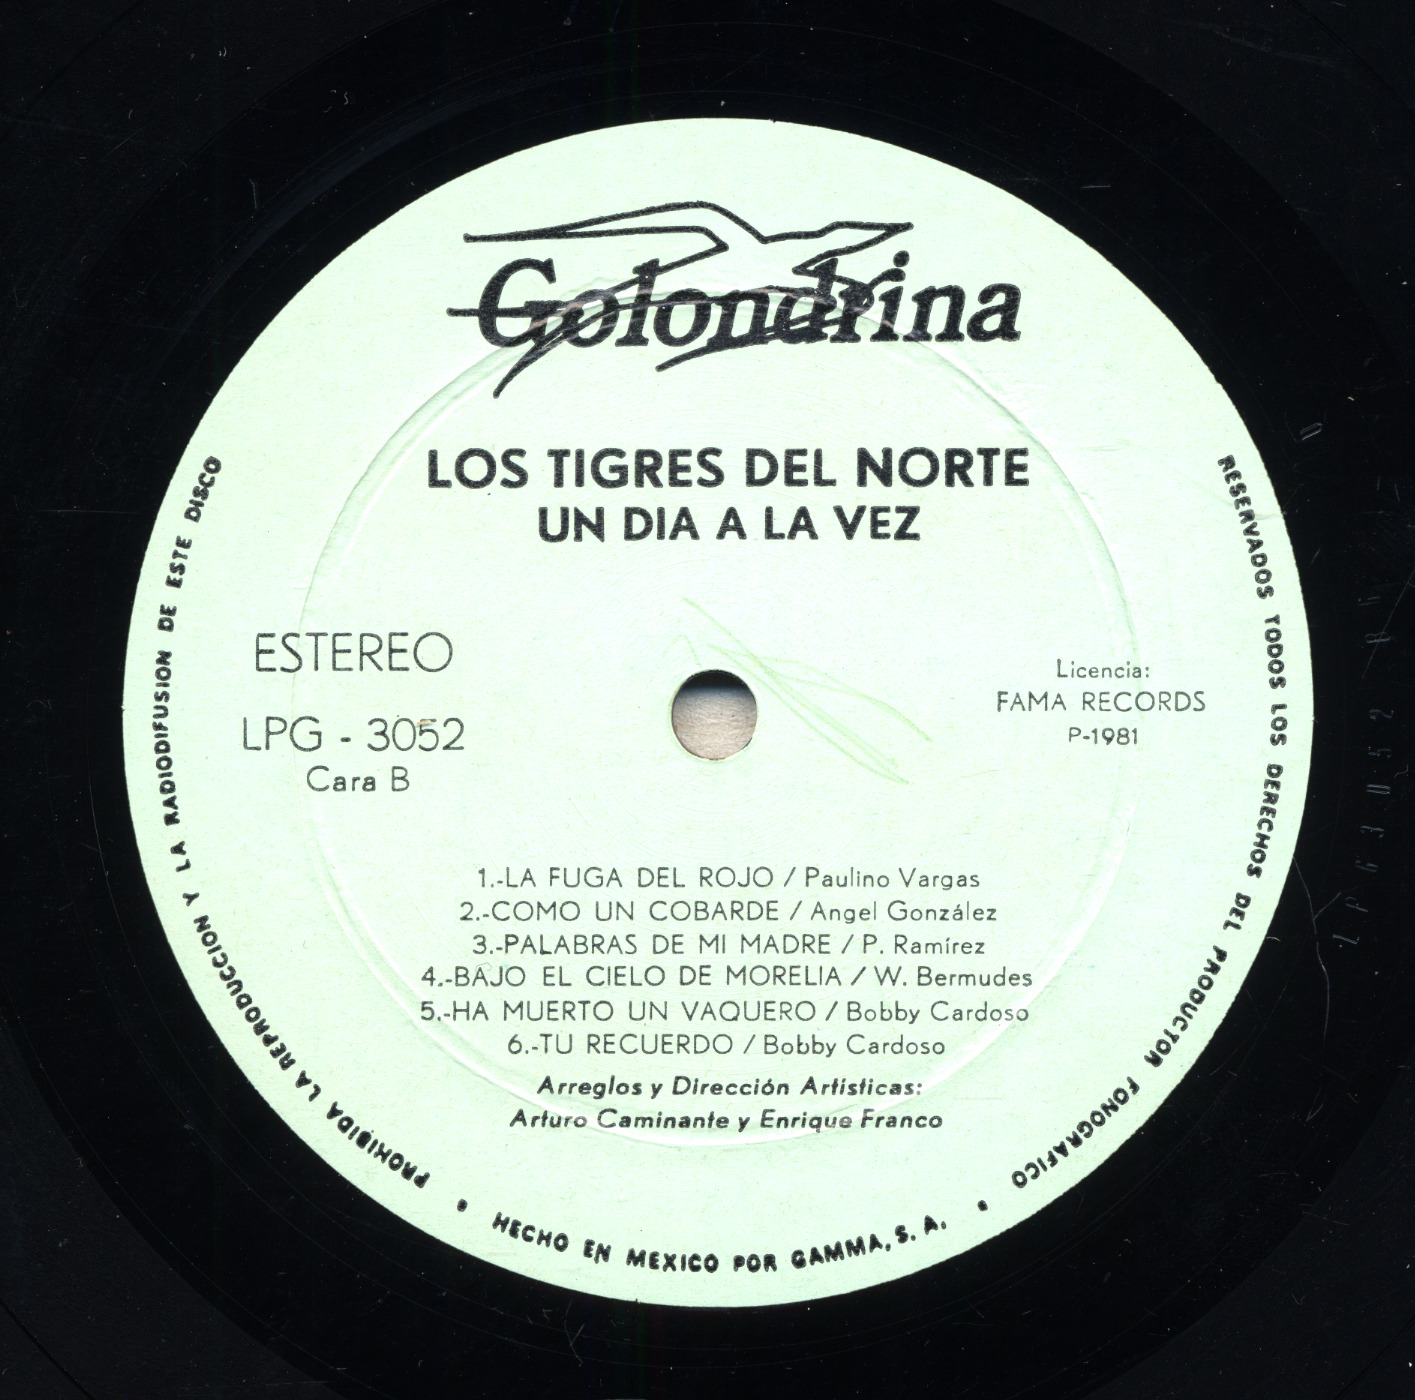 Golondrina
LOS TIGRES DEL NORTE
UN DIA A LA VEZ
ESTEREO
LPG - 3052
Cara B
Licencia:
FAMA RECORDS
P-1981
1.-LA FUGA DEL ROJO / Paulino Vargas
2.-COMO UN COBARDE / Angel González
3.-PALABRAS DE MI MADRE / P. Ramírez
4.-BAJO EL CIELO DE MORELIA / W. Bermudes
5.-HA MUERTO UN VAQUERO / Bobby Cardoso
6.-TU RECUERDO / Bobby Cardoso
Arreglos y Dirección Artísticas:
Arturo Caminante y Enrique Franco
PROHIBIDA LA REPRODUCCION Y LA RADIODIFUSION DE ESTE DISCO
RESERVADOS TODOS LOS DERECHOS DEL PRODUCTOR FONOGRAFICO
• HECHO EN MEXICO POR GAMMA, S. A. •